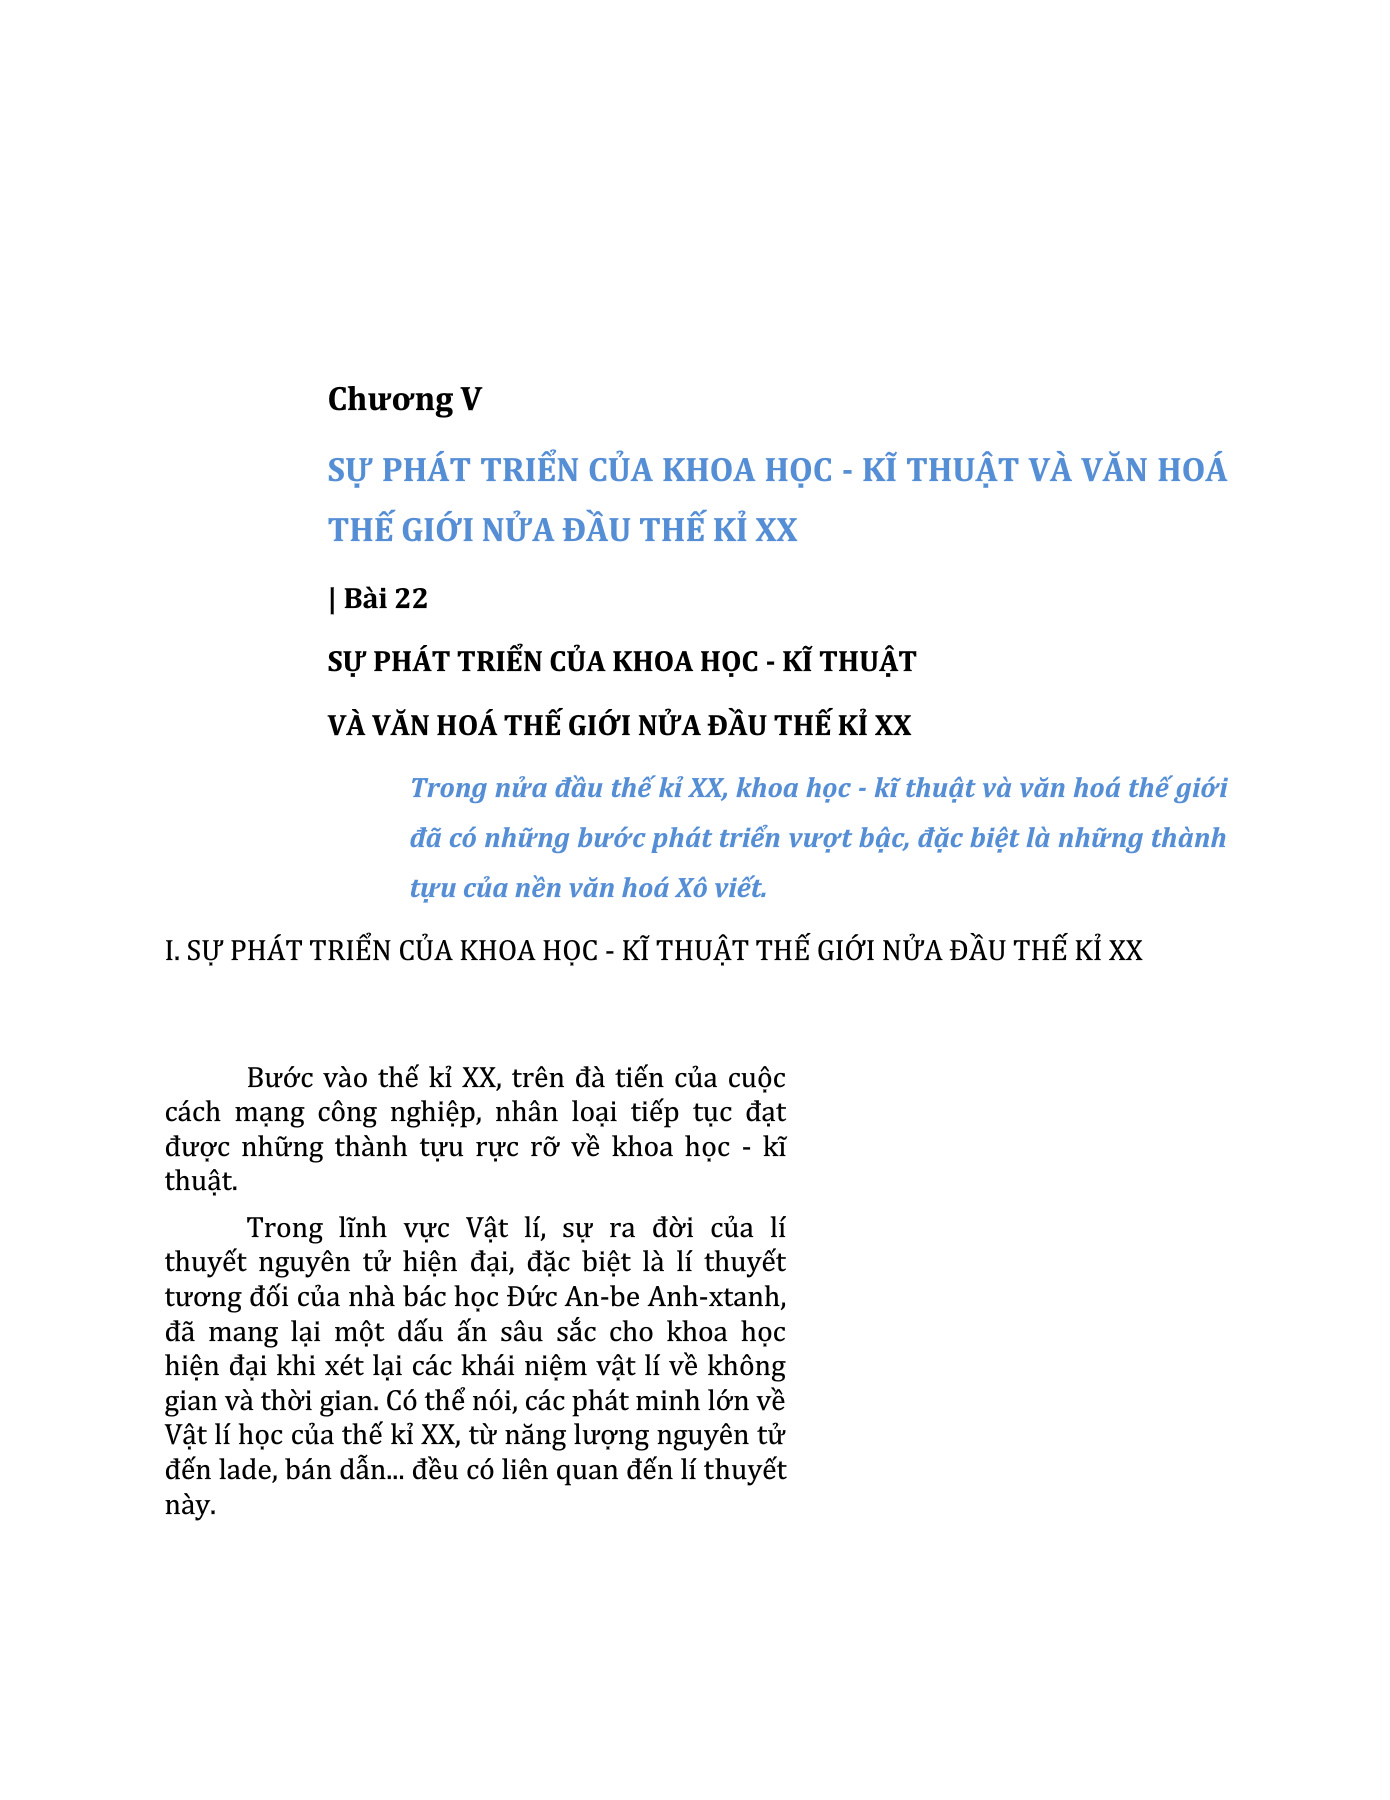 Chương V
SỰ PHÁT TRIỂN CỦA KHOA HỌC - KĨ THUẬT VÀ VĂN HOÁ
THẾ GIỚI NỬA ĐẦU THẾ KỈ XX
| Bài 22
SỰ PHÁT TRIỂN CỦA KHOA HỌC - KĨ THUẬT
VÀ VĂN HOÁ THẾ GIỚI NỬA ĐẦU THẾ KỈ XX
Trong nửa đầu thế kỉ XX, khoa học - kĩ thuật và văn hoá thế giới
đã có những bước phát triển vượt bậc, đặc biệt là những thành
tựu của nền văn hoá Xô viết.
I. SỰ PHÁT TRIỂN CỦA KHOA HỌC - KĨ THUẬT THẾ GIỚI NỬA ĐẦU THẾ KỈ XX
Bước vào thế kỉ XX, trên đà tiến của cuộc
cách mạng công nghiệp, nhân loại tiếp tục đạt
được những thành tựu rực rỡ về khoa học - kĩ
thuật.
Trong lĩnh vực Vật lí, sự ra đời của lí
thuyết nguyên tử hiện đại, đặc biệt là lí thuyết
tương đối của nhà bác học Đức An-be Anh-xtanh,
đã mang lại một dấu ấn sâu sắc cho khoa học
hiện đại khi xét lại các khái niệm vật lí về không
gian và thời gian. Có thể nói, các phát minh lớn về
Vật lí học của thế kỉ XX, từ năng lượng nguyên tử
đến lade, bán dẫn... đều có liên quan đến lí thuyết
này.